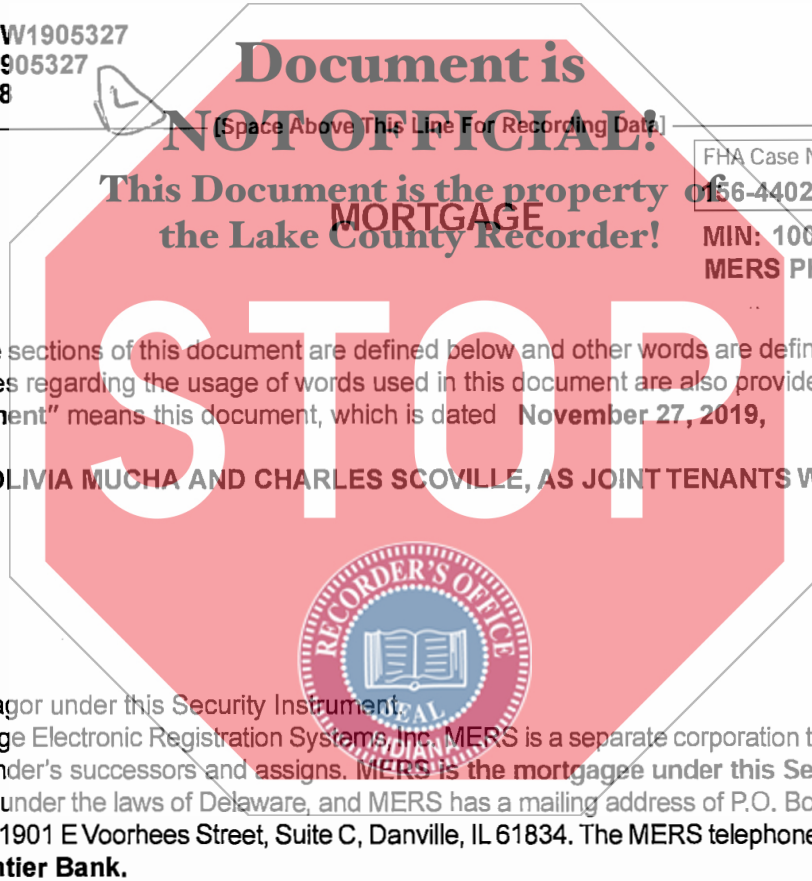 W1905327
905327
8
Document is
NOT OFFICIAL!
[Space Above This Line For Recording Data]
FHA Case N
This Document is the property of
156-4402
MORTGAGE
the Lake County Recorder!
MIN: 100
MERS P
STOP
sections of this document are defined below and other words are defin
es regarding the usage of words used in this document are also provide
ment" means this document, which is dated November 27, 2019,
OLIVIA MUCHA AND CHARLES SCOVILLE, AS JOINT TENANTS W
RECORDER'S OFFICE
SEAL
INDIANA
agor under this Security Instrument.
ge Electronic Registration Systems, Inc. MERS is a separate corporation t
nder's successors and assigns. MERS is the mortgagee under this Se
under the laws of Delaware, and MERS has a mailing address of P.O. Bo
1901 E Voorhees Street, Suite C, Danville, IL 61834. The MERS telephone
ntier Bank.